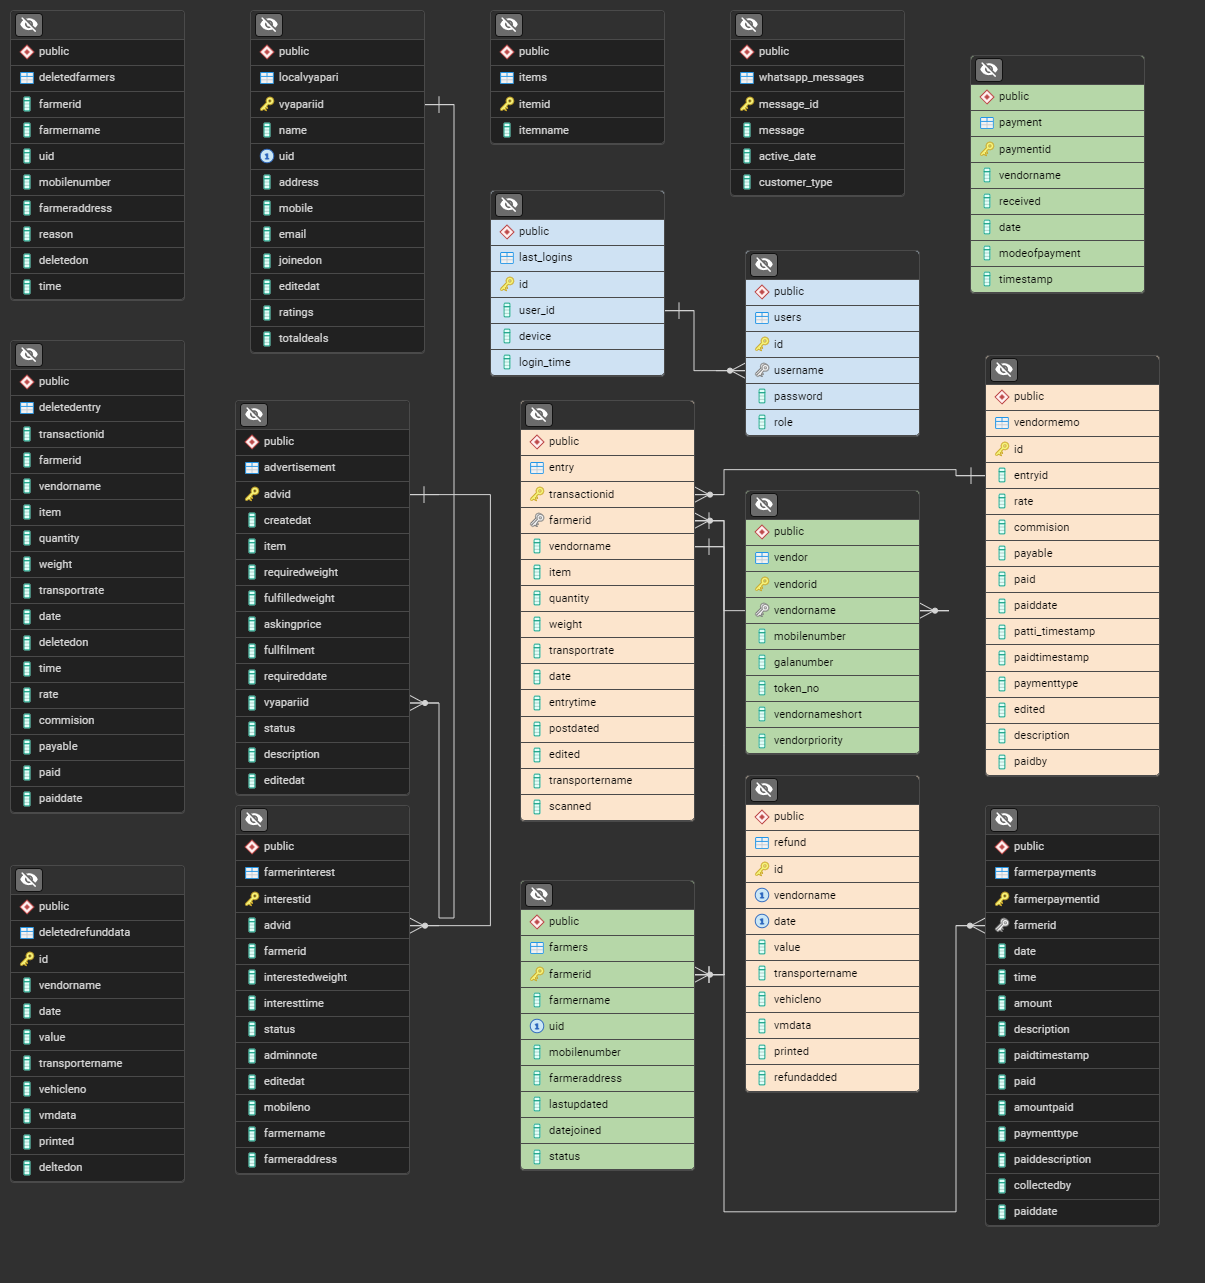 public
deletedfarmers
farmerid
farmername
uid
mobilenumber
farmeraddress
reason
deletedon
time
public
localvyapari
vyapariid
name
uid
address
mobile
email
joinedon
editedat
ratings
totaldeals
public
items
itemid
itemname
public
whatsapp_messages
message_id
message
active_date
customer_type
public
payment
paymentid
vendorname
received
date
modeofpayment
timestamp
public
last_logins
id
user_id
device
login_time
public
users
id
username
password
role
public
deletedentry
transactionid
farmerid
vendorname
item
quantity
weight
transportrate
date
deletedon
time
rate
commision
payable
paid
paiddate
public
advertisement
advid
createdat
item
requiredweight
fulfilledweight
askingprice
fullfilment
requireddate
vyapariid
status
description
editedat
public
entry
transactionid
farmerid
vendorname
item
quantity
weight
transportrate
date
entrytime
postdated
edited
transportername
scanned
public
vendor
vendorid
vendorname
mobilenumber
galanumber
token_no
vendornameshort
vendorpriority
public
vendormemo
id
entryid
rate
commision
payable
paid
paiddate
patti_timestamp
paidtimestamp
paymenttype
edited
description
paidby
public
deletedrefunddata
id
vendorname
date
value
transportername
vehicleno
vmdata
printed
deltedon
public
farmerinterest
interestid
advid
farmerid
interestedweight
interesttime
status
adminnote
editedat
mobileno
farmername
farmeraddress
public
farmers
farmerid
farmername
uid
mobilenumber
farmeraddress
lastupdated
datejoined
status
public
refund
id
vendorname
date
value
transportername
vehicleno
vmdata
printed
refundadded
public
farmerpayments
farmerpaymentid
farmerid
date
time
amount
description
paidtimestamp
paid
amountpaid
paymenttype
paiddescription
collectedby
paiddate